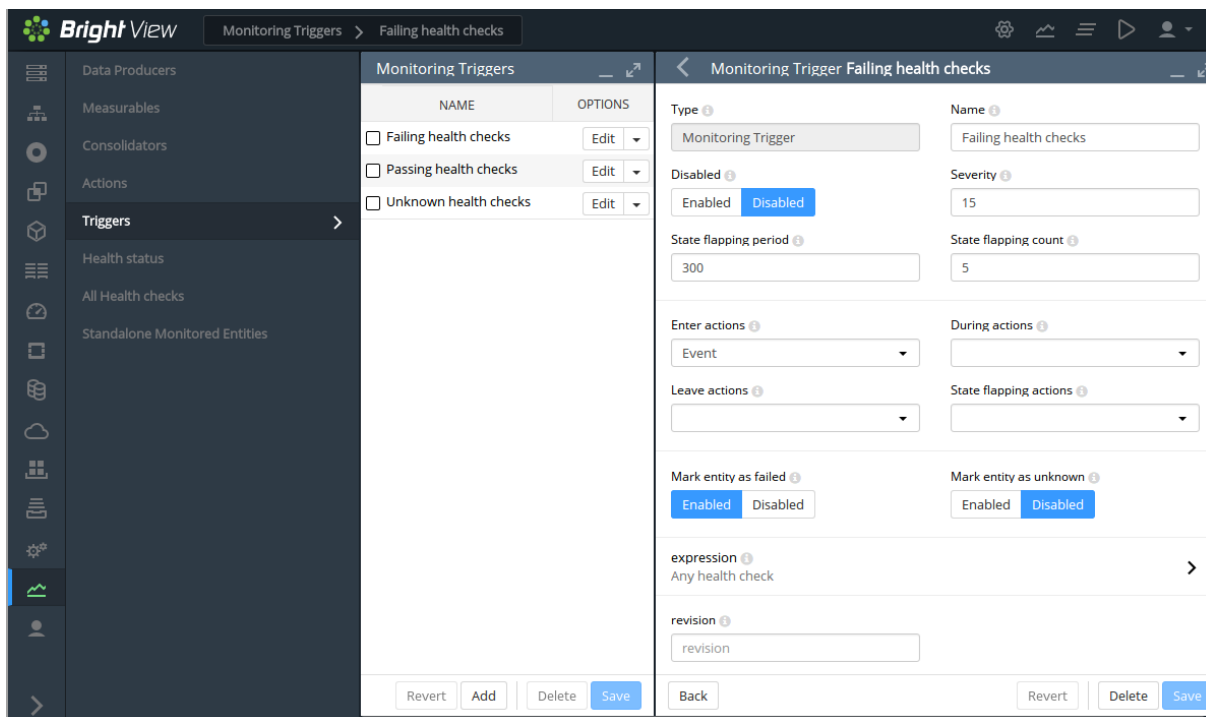 Bright View
Monitoring Triggers > Failing health checks
Data Producers
Measurables
Consolidators
Actions
Triggers
Health status
All Health checks
Standalone Monitored Entities
Monitoring Triggers
NAME OPTIONS
Failing health checks Edit
Passing health checks Edit
Unknown health checks Edit
Revert Add Delete Save
Monitoring Trigger Failing health checks
Type Name
Monitoring Trigger Failing health checks
Disabled Severity
Enabled Disabled 15
State flapping period State flapping count
300 5
Enter actions During actions
Event
Leave actions State flapping actions
Mark entity as failed Mark entity as unknown
Enabled Disabled Enabled Disabled
expression
Any health check
revision
revision
Back Revert Delete Save